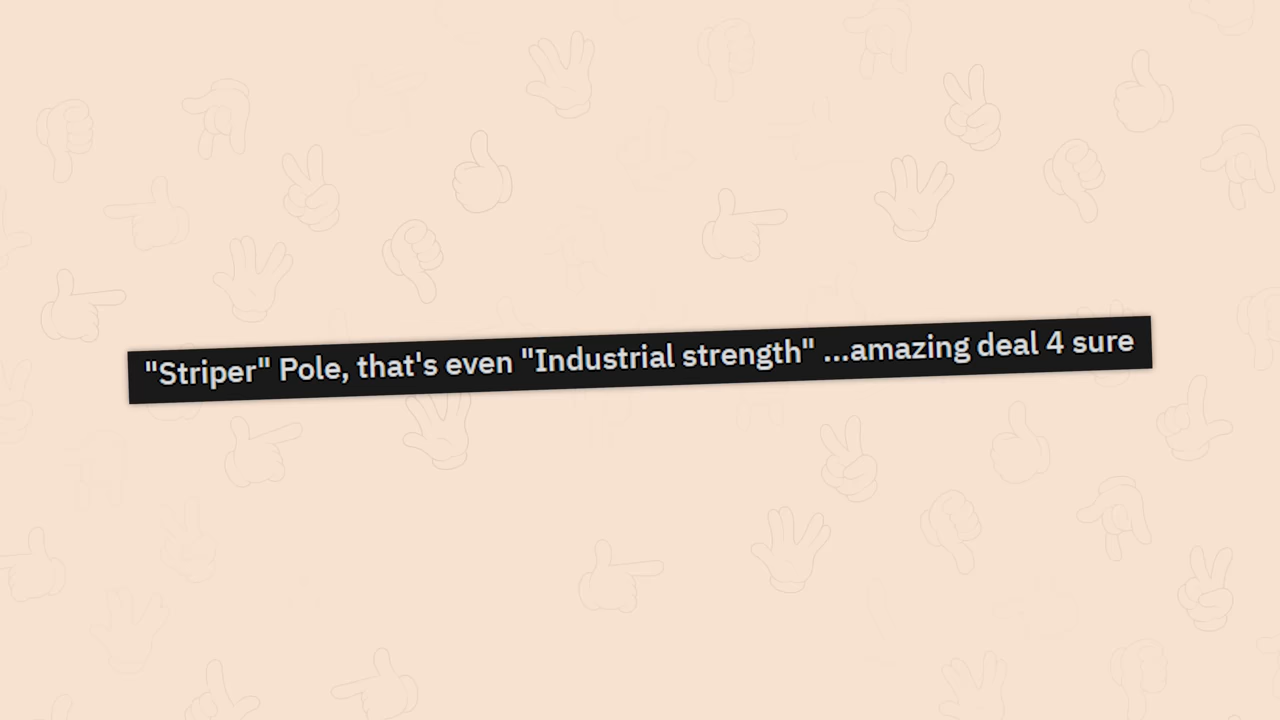 "Striper" Pole, that's even "Industrial strength" ...amazing deal 4 sure